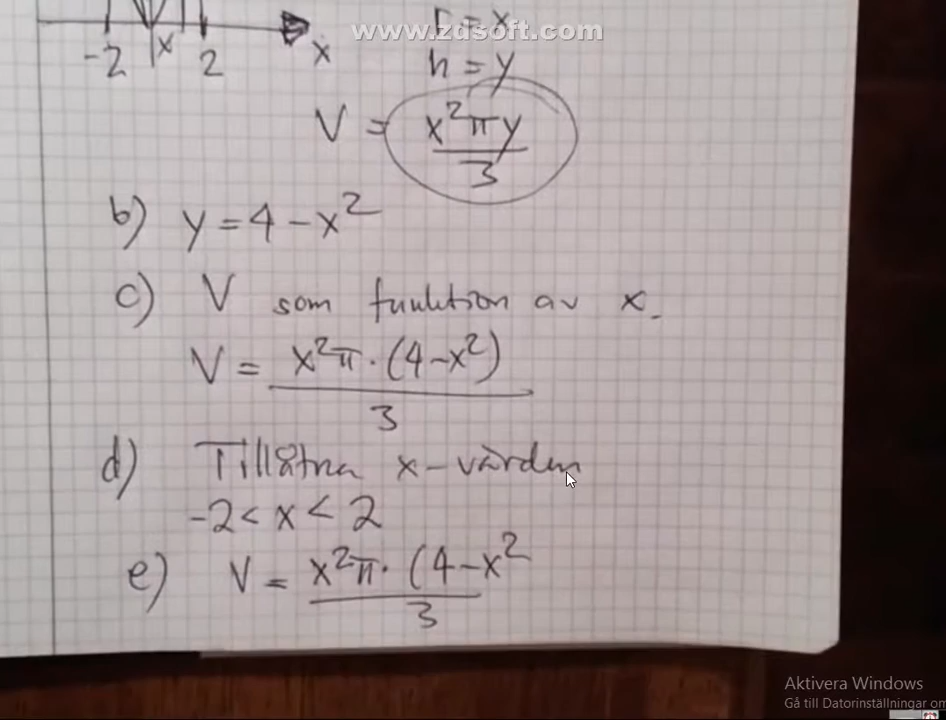 www.zdsoft.com
r = x
-2 x 2 x
h = y
V = x²πy / 3
b) y = 4 - x²
c) V som funktion av x.
V = x²π · (4-x²) / 3
d) Tillåtna x-värden
-2 < x < 2
e) V = x²π · (4-x² / 3
Aktivera Windows
Gå till Datorinställningar om